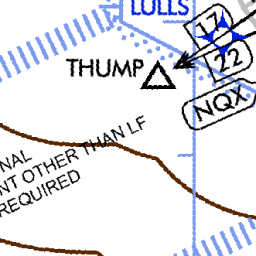 LULLS
17
22
THUMP
NQX
NAL
NT OTHER THAN LF
REQUIRED